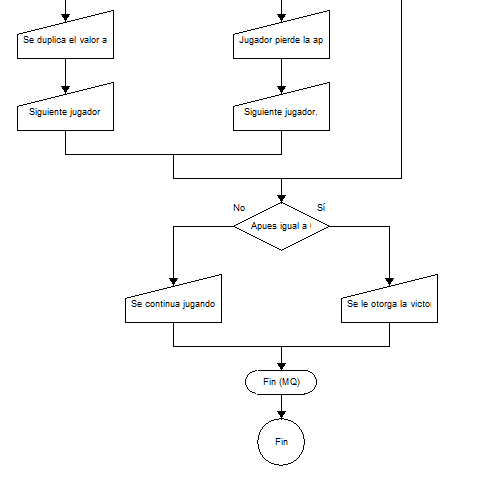 Se duplica el valor a
Jugador pierde la ap
Siguiente jugador
Siguiente jugador.
No
Sí
Apues igual a
Se continua jugando
Se le otorga la victo
Fin (MQ)
Fin